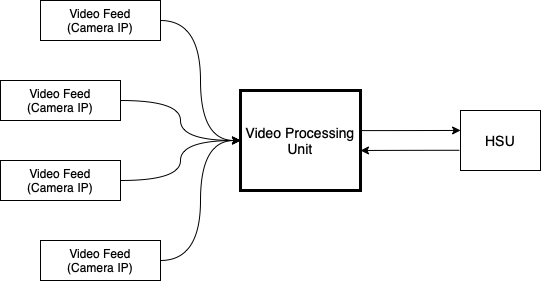 Video Feed
(Camera IP)
Video Feed
(Camera IP)
Video Feed
(Camera IP)
Video Feed
(Camera IP)
Video Processing
Unit
HSU